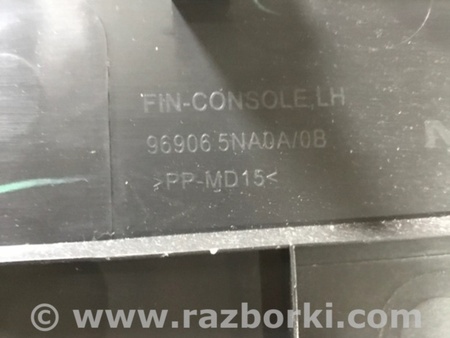 FIN-CONSOLE,LH
96906 5NA0A/0B
>PP-MD15<
© www.razborki.com